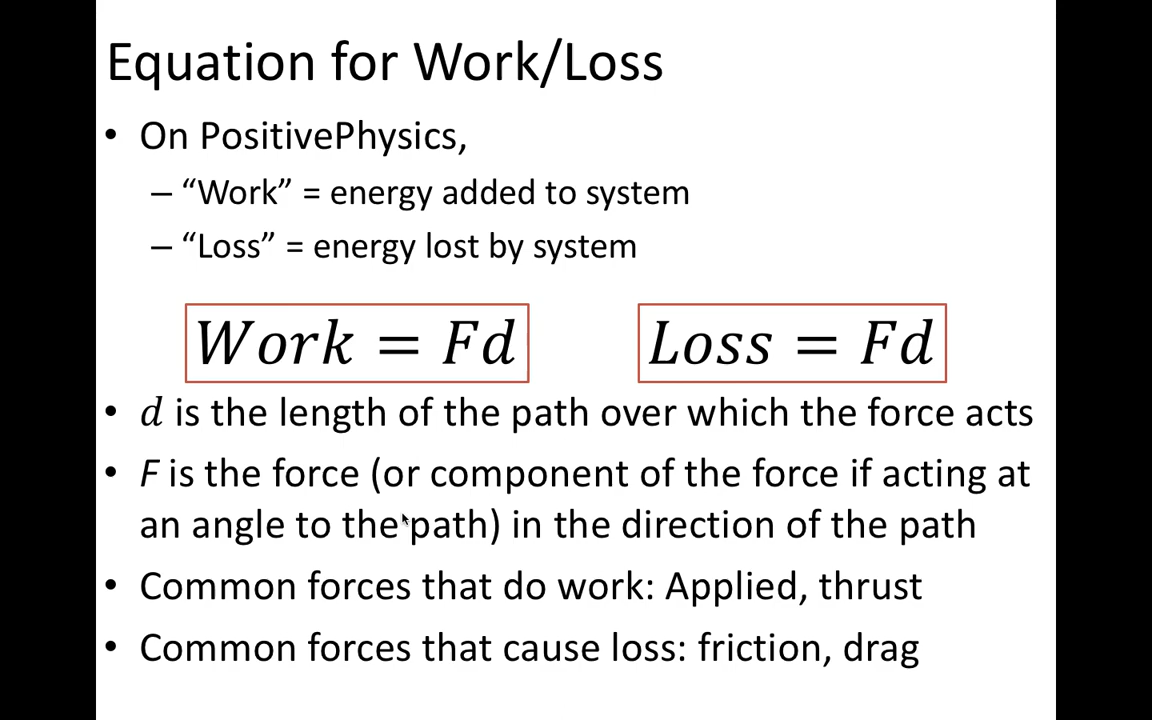 Equation for Work/Loss
• On PositivePhysics,
– “Work” = energy added to system
– “Loss” = energy lost by system
Work = Fd Loss = Fd
• d is the length of the path over which the force acts
• F is the force (or component of the force if acting at
an angle to the path) in the direction of the path
• Common forces that do work: Applied, thrust
• Common forces that cause loss: friction, drag